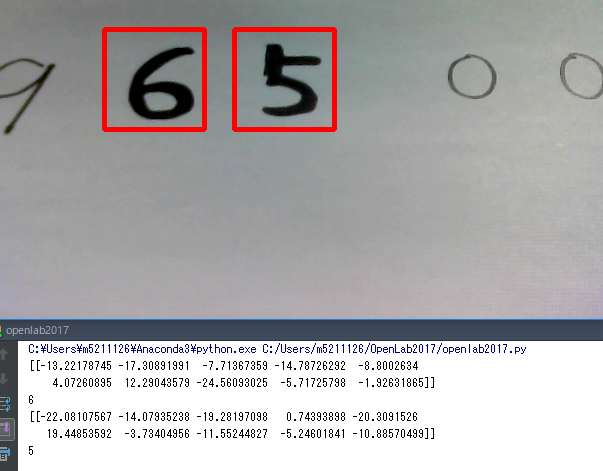 9 6 5 0 0
openlab2017
C:¥Users¥m5211126¥Anaconda3¥python.exe C:/Users/m5211126/OpenLab2017/openlab2017.py
[[-13.22178745 -17.30891991 -7.71367359 -14.78726292 -8.8002634
4.07260895 12.29043579 -24.56093025 -5.71725798 -1.92631865]]
6
[[-22.08107567 -14.07935238 -19.28197098 0.74393898 -20.3091526
19.44853592 -3.73404956 -11.55244827 -5.24601841 -10.88570499]]
5